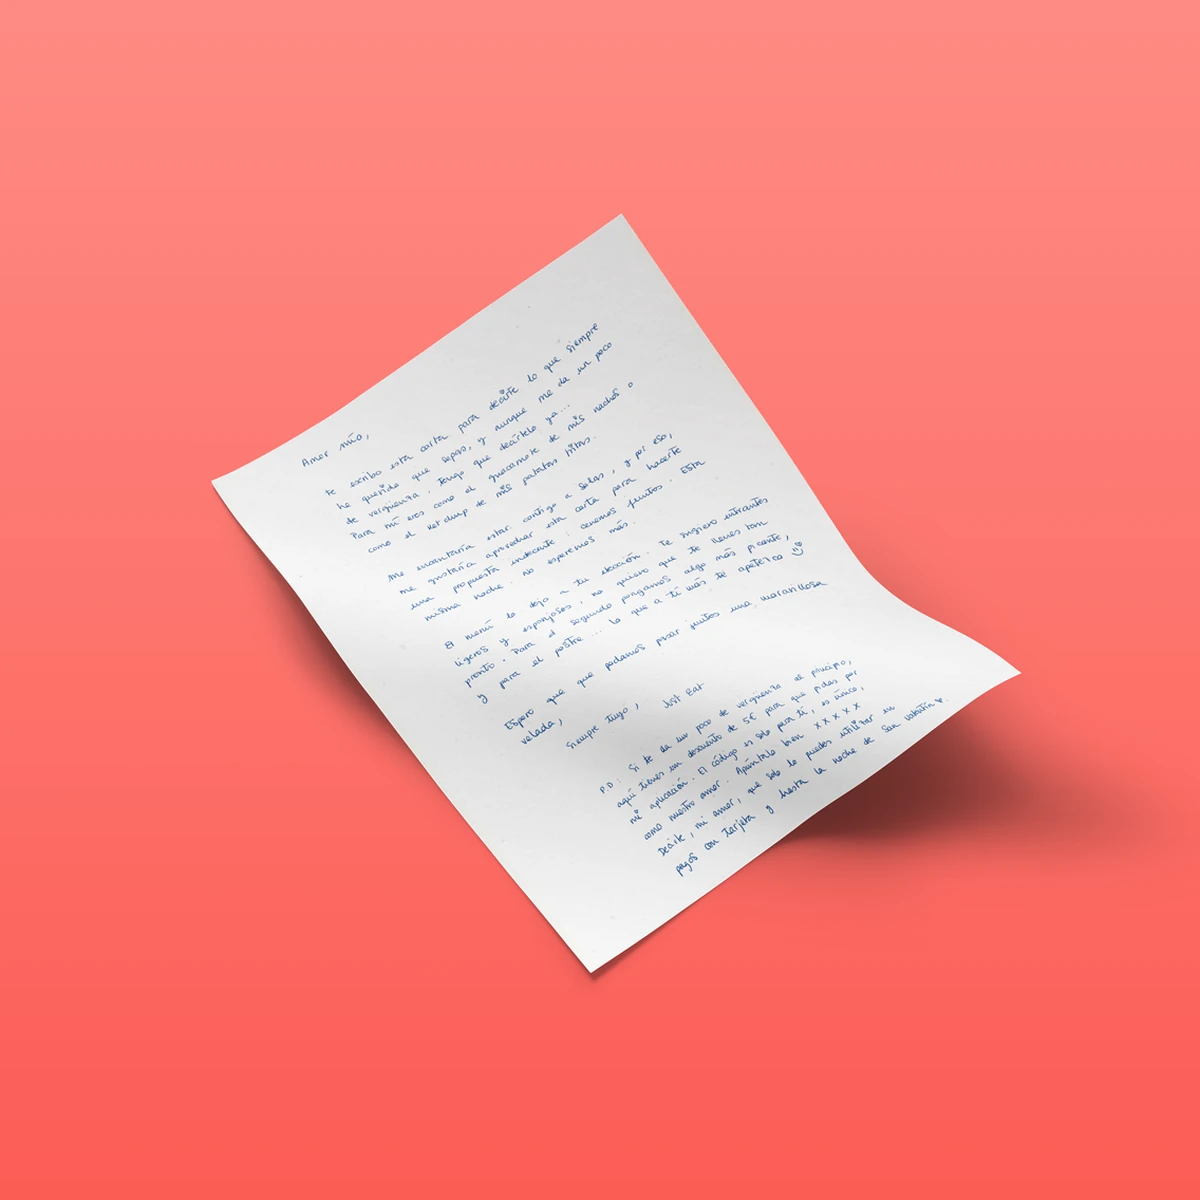 Amor mío,
te escribo esta carta para decirte lo que siempre
he querido que sepas, y aunque me da un poco
de vergüenza. Tengo que decírtelo ya...
Para mí eres como el guacamole de mis nachos o
como el ketchup de mis patatas fritas.
Me encantaría estar contigo a solas, y por eso,
me gustaría aprovechar esta carta para hacerte
una propuesta indecente: cenemos juntos. Esta
misma noche. No esperemos más.
El menú lo dejo a tu elección. Te sugiero entrantes
ligeros y esponjosos, no quiero que te llenes tan
pronto. Para el segundo pongamos algo más picante,
y para el postre... lo que a ti más te apetezca
Espero que que podamos pasar juntos una maravillosa
velada,
Siempre tuyo, Just Eat
P.D: Si te da un poco de vergüenza al principio,
aquí tienes un descuento de 5€ para que pidas por
mi aplicación. El código es solo para ti, es único,
como nuestro amor. Apúntalo bien XXXXX
Decirte, mi amor, que solo lo puedes utilizar en
pagos con tarjeta y hasta la noche de San Valentín ♥.